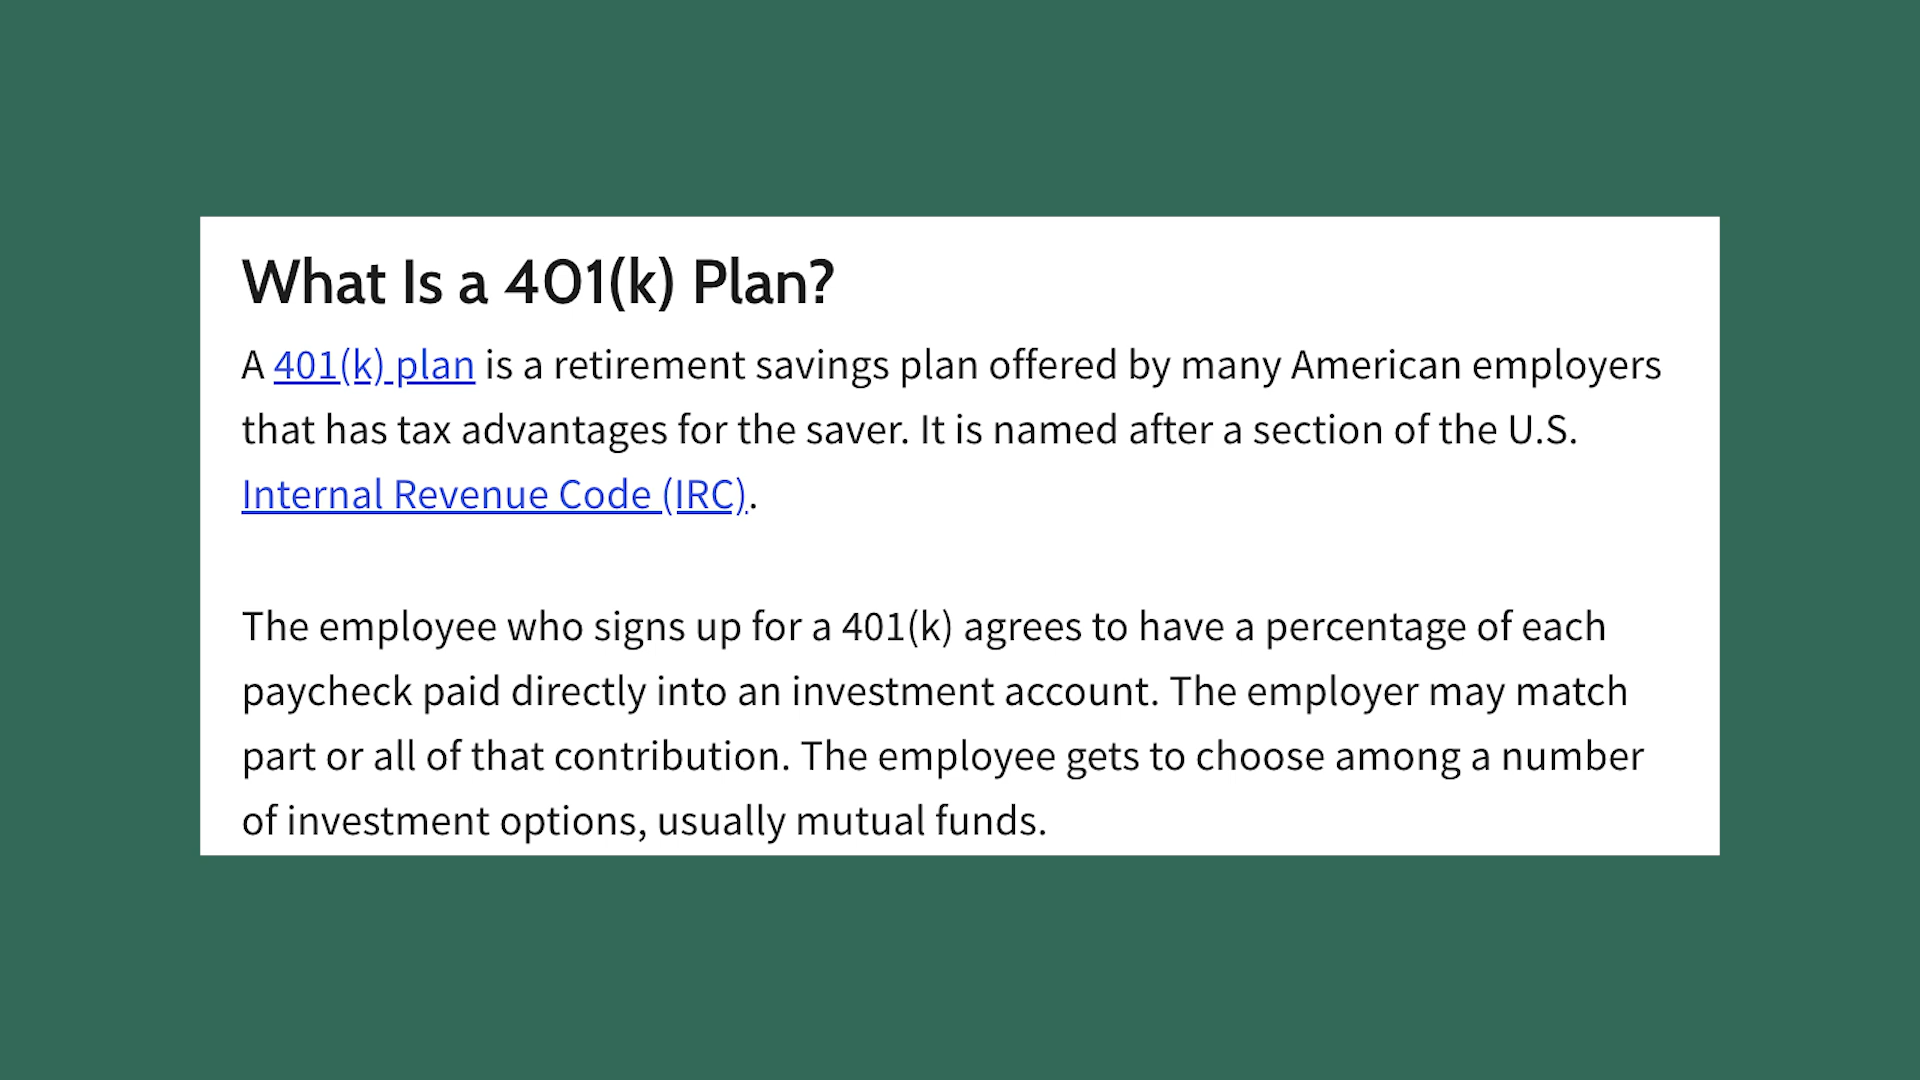 What Is a 401(k) Plan?
A 401(k) plan is a retirement savings plan offered by many American employers
that has tax advantages for the saver. It is named after a section of the U.S.
Internal Revenue Code (IRC).
The employee who signs up for a 401(k) agrees to have a percentage of each
paycheck paid directly into an investment account. The employer may match
part or all of that contribution. The employee gets to choose among a number
of investment options, usually mutual funds.